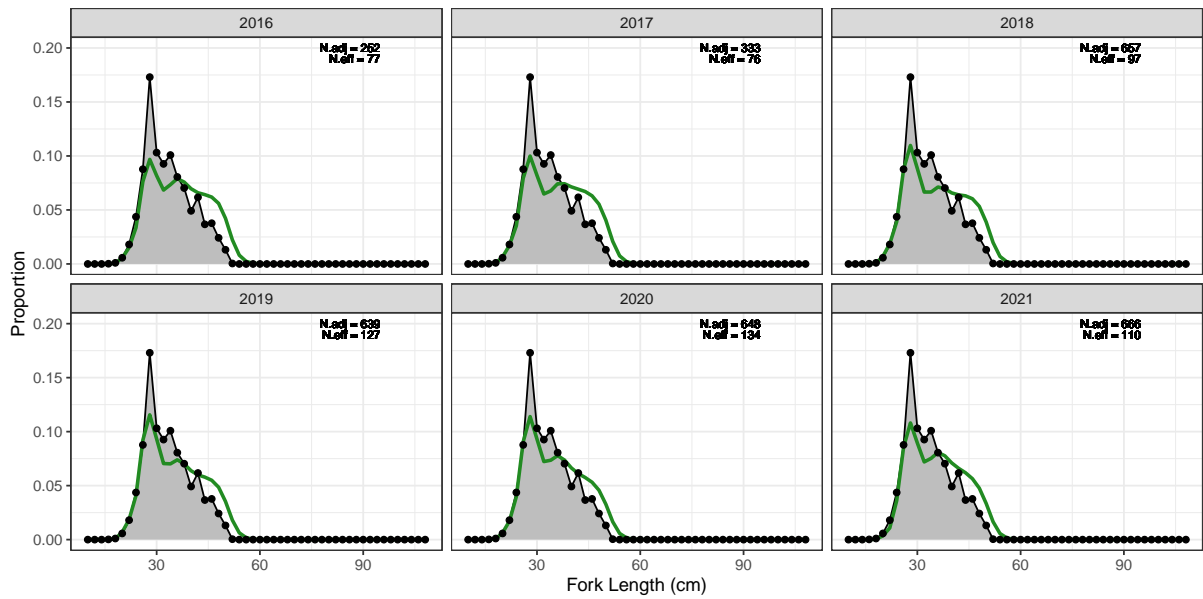 2016
2017
2018
N.adj = 252
N.eff = 77
N.adj = 333
N.eff = 76
N.adj = 657
N.eff = 97
0.20
0.15
0.10
0.05
0.00
2019
2020
2021
N.adj = 639
N.eff = 127
N.adj = 648
N.eff = 134
N.adj = 666
N.eff = 110
0.20
0.15
0.10
0.05
0.00
30
60
90
30
60
90
30
60
90
Proportion
Fork Length (cm)